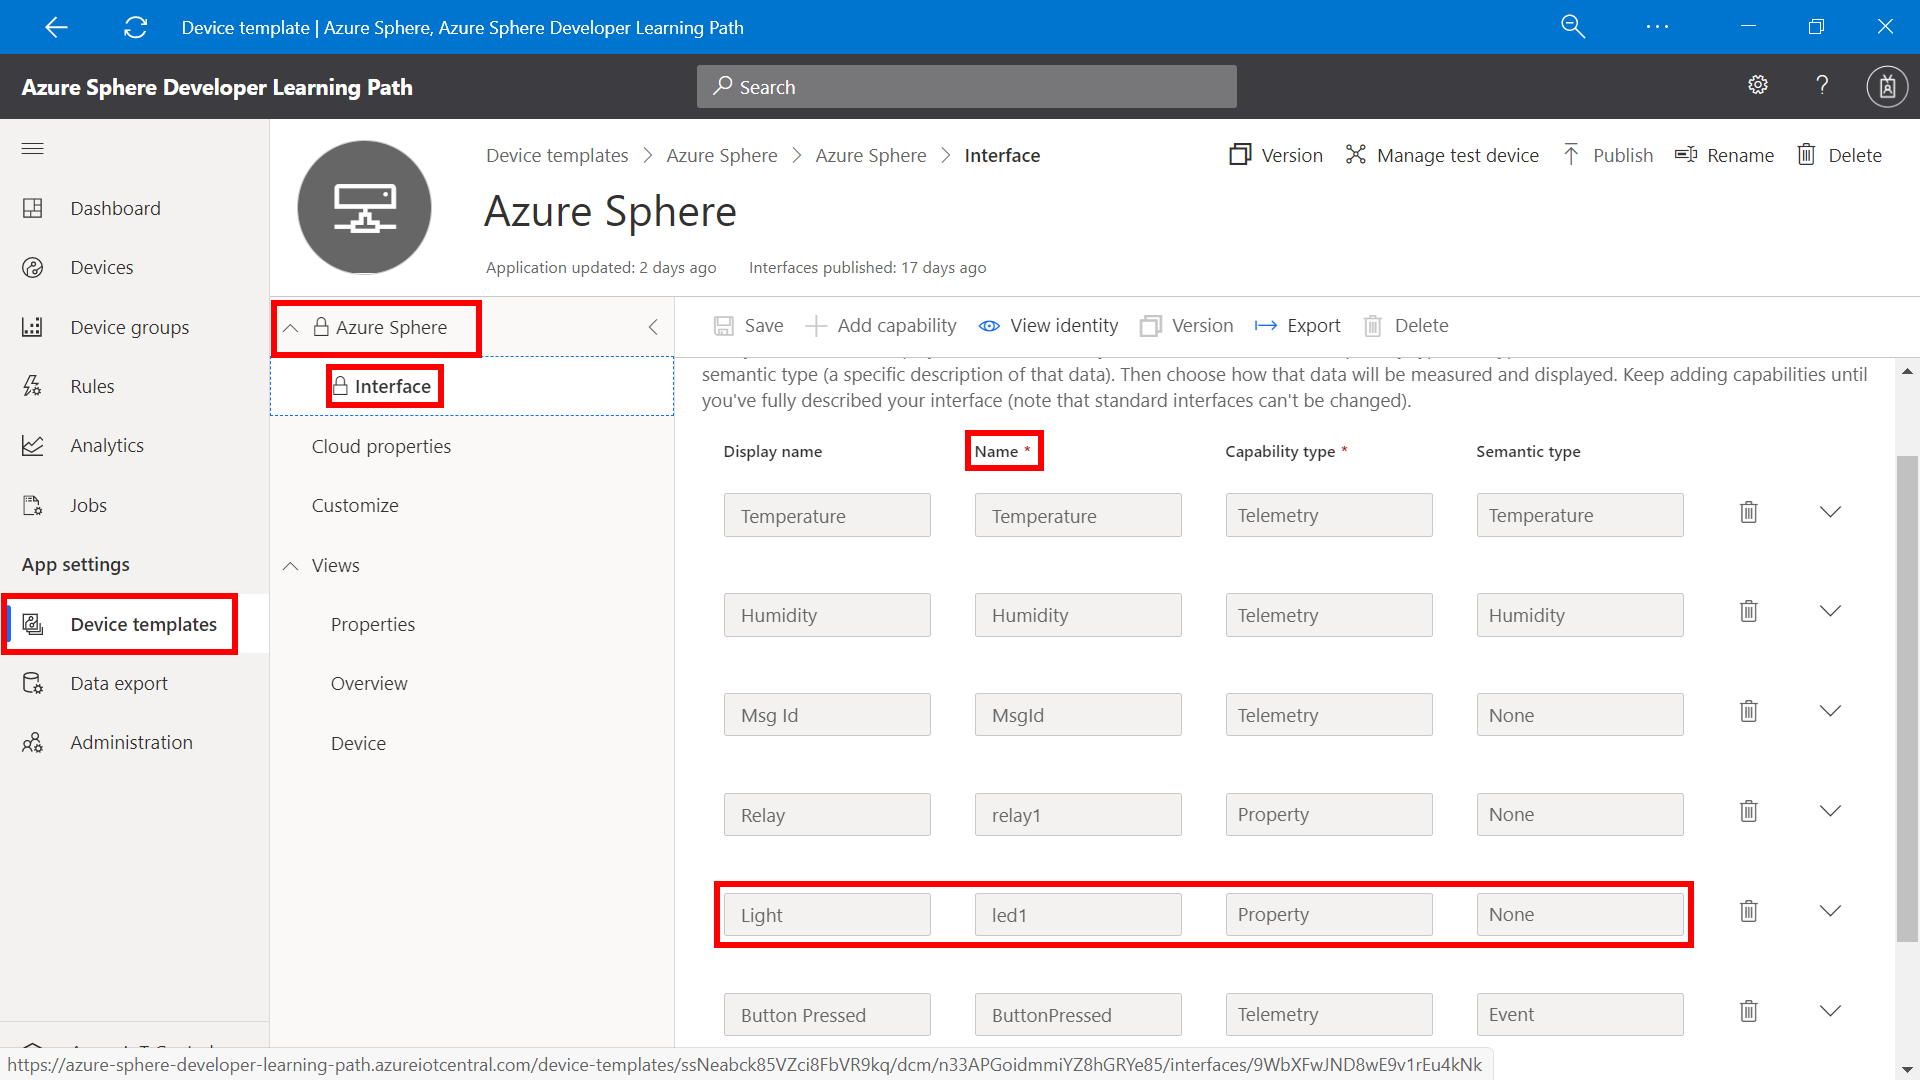 Device template | Azure Sphere, Azure Sphere Developer Learning Path
Azure Sphere Developer Learning Path
Search
?
Dashboard
Devices
Device groups
Rules
Analytics
Jobs
App settings
Device templates
Data export
Administration
Device templates > Azure Sphere > Azure Sphere > Interface
Version
Manage test device
Publish
Rename
Delete
Azure Sphere
Application updated: 2 days ago
Interfaces published: 17 days ago
Azure Sphere
Interface
Cloud properties
Customize
Views
Properties
Overview
Device
Save
Add capability
View identity
Version
Export
Delete
semantic type (a specific description of that data). Then choose how that data will be measured and displayed. Keep adding capabilities until
you've fully described your interface (note that standard interfaces can't be changed).
Display name Name * Capability type * Semantic type
Temperature Temperature Telemetry Temperature
Humidity Humidity Telemetry Humidity
Msg Id MsgId Telemetry None
Relay relay1 Property None
Light led1 Property None
Button Pressed ButtonPressed Telemetry Event
https://azure-sphere-developer-learning-path.azureiotcentral.com/device-templates/ssNeabck85VZci8FbVR9kq/dcm/n33APGoidmmiYZ8hGRYe85/interfaces/9WbXFwJND8wE9v1rEu4kNk